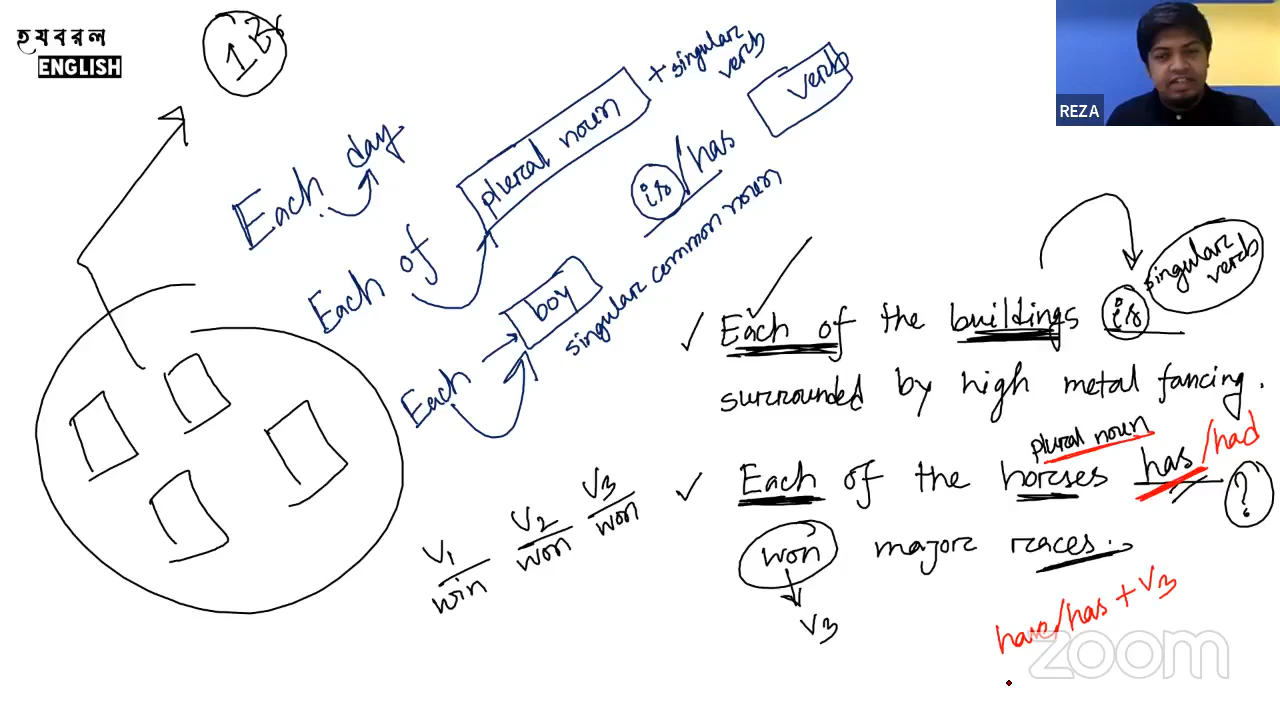 হযবরল
ENGLISH
REZA
Each day
Each of plural noun + singular verb
is/has
verb
Each boy
singular common noun
V1
win
V2
won
V3
won
singular verb
Each of the buildings is
surrounded by high metal fancing.
plural noun
Each of the horses has/had
?
won major races.
V3
have/has + V3
zoom